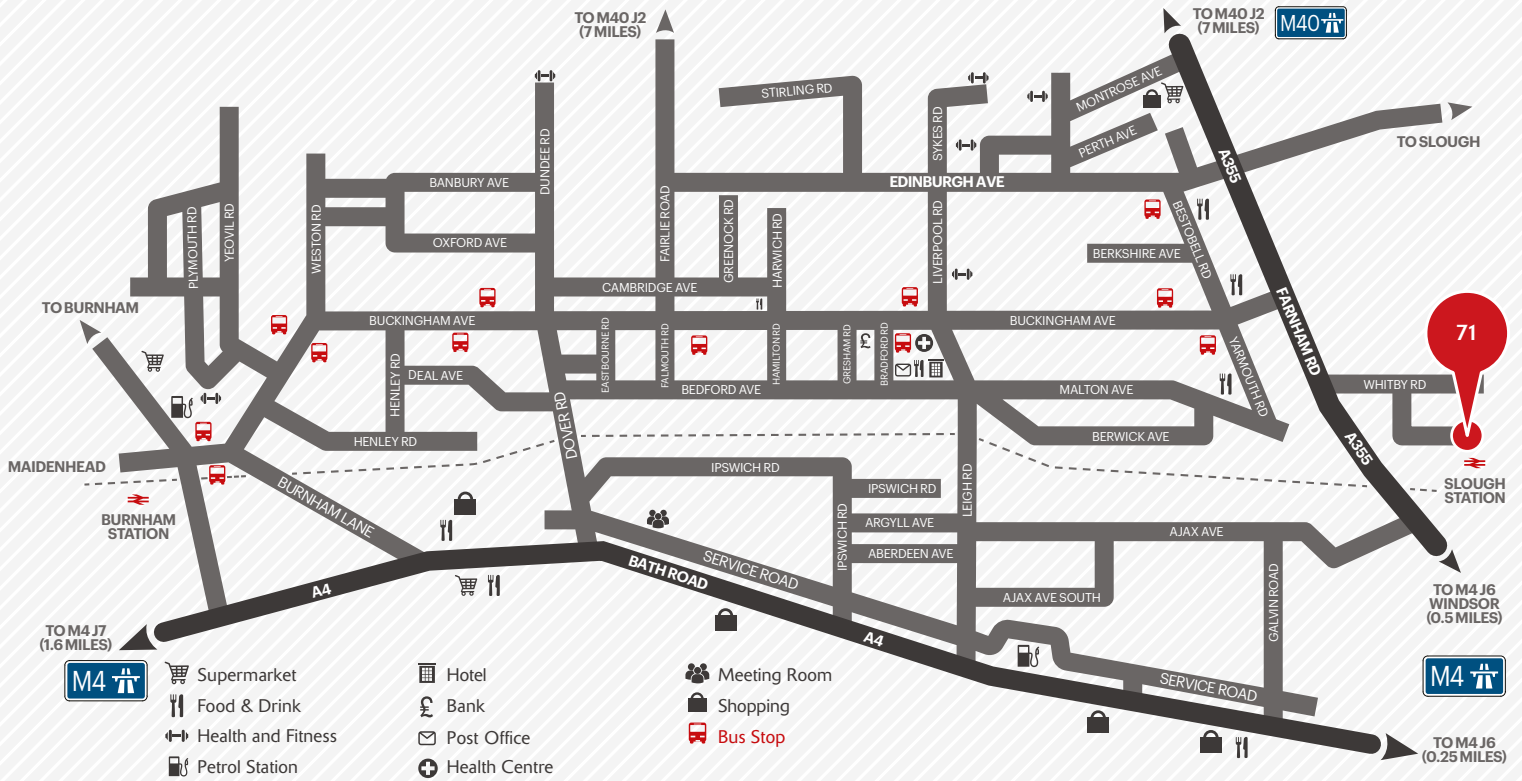 TO M40 J2
(7 MILES)
TO M40 J2
(7 MILES)
M40
MONTROSE AVE
STIRLING RD
SYKES RD
PERTH AVE
TO SLOUGH
A355
DUNDEE RD
BANBURY AVE
EDINBURGH AVE
PLYMOUTH RD
YEOVIL RD
WESTON RD
OXFORD AVE
FAIRLIE ROAD
GREENOCK RD
HARWICH RD
LIVERPOOL RD
BESTOBELL RD
BERKSHIRE AVE
CAMBRIDGE AVE
TO BURNHAM
BUCKINGHAM AVE
BUCKINGHAM AVE
FARNHAM RD
71
EASTBOURNE RD
FALMOUTH RD
HAMILTON RD
GRESHAM RD
£
BRADFORD RD
YARMOUTH RD
HENLEY RD
DEAL AVE
BEDFORD AVE
MALTON AVE
WHITBY RD
DOVER RD
HENLEY RD
BERWICK AVE
A355
MAIDENHEAD
BURNHAM
STATION
BURNHAM LANE
IPSWICH RD
IPSWICH RD
IPSWICH RD
LEIGH RD
SLOUGH
STATION
ARGYLL AVE
AJAX AVE
ABERDEEN AVE
SERVICE ROAD
BATH ROAD
A4
A4
AJAX AVE SOUTH
GALVIN ROAD
TO M4 J6
WINDSOR
(0.5 MILES)
TO M4 J7
(1.6 MILES)
M4
M4
SERVICE ROAD
TO M4 J6
(0.25 MILES)
Supermarket
Food & Drink
Health and Fitness
Petrol Station
Hotel
£ Bank
Post Office
Health Centre
Meeting Room
Shopping
Bus Stop